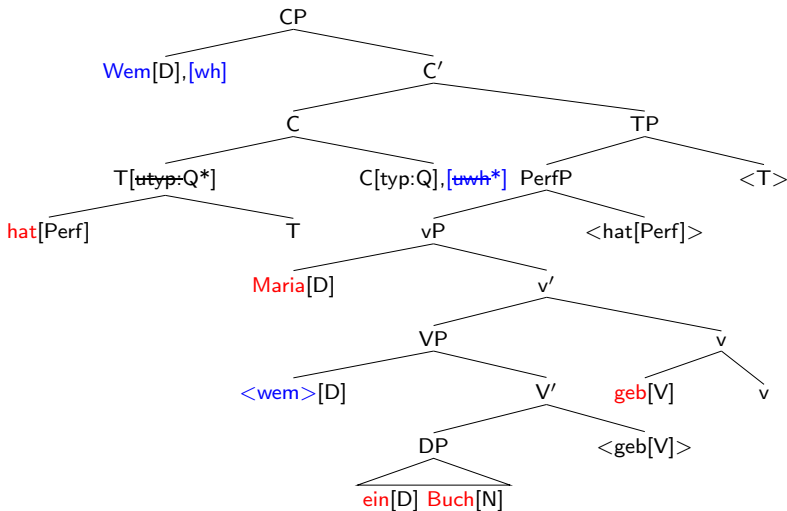 CP
Wem[D],[wh] C′
C TP
T[utyp:Q*] C[typ:Q],[uwh*] PerfP <T>
hat[Perf] T vP <hat[Perf]>
Maria[D] v′
VP v
<wem>[D] V′ geb[V] v
DP <geb[V]>
ein[D] Buch[N]